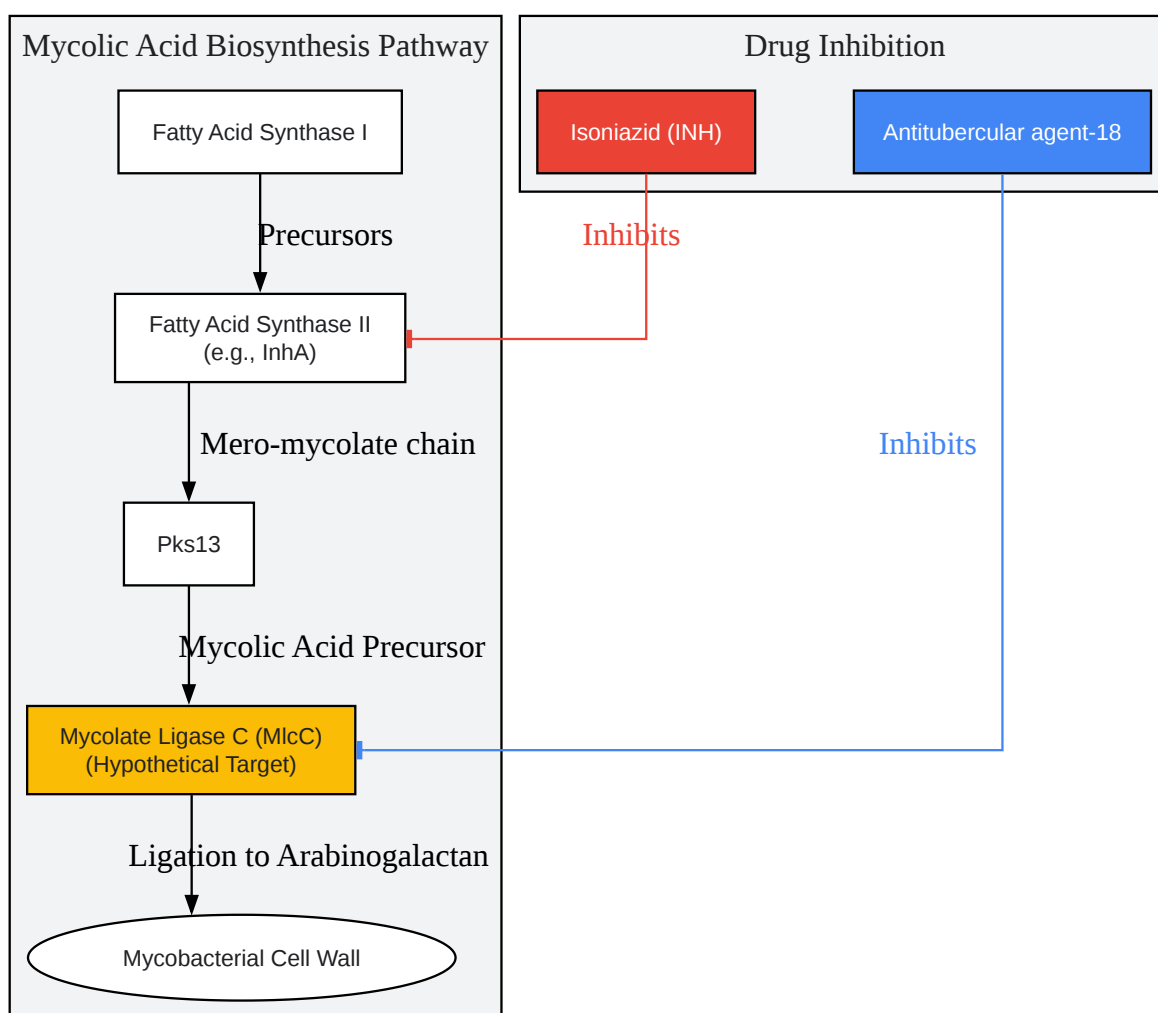 Mycolic Acid Biosynthesis Pathway
Drug Inhibition
Fatty Acid Synthase I
Isoniazid (INH)
Antitubercular agent-18
Precursors
Inhibits
Fatty Acid Synthase II
(e.g., InhA)
Mero-mycolate chain
Inhibits
Pks13
Mycolic Acid Precursor
Mycolate Ligase C (MlcC)
(Hypothetical Target)
Ligation to Arabinogalactan
Mycobacterial Cell Wall